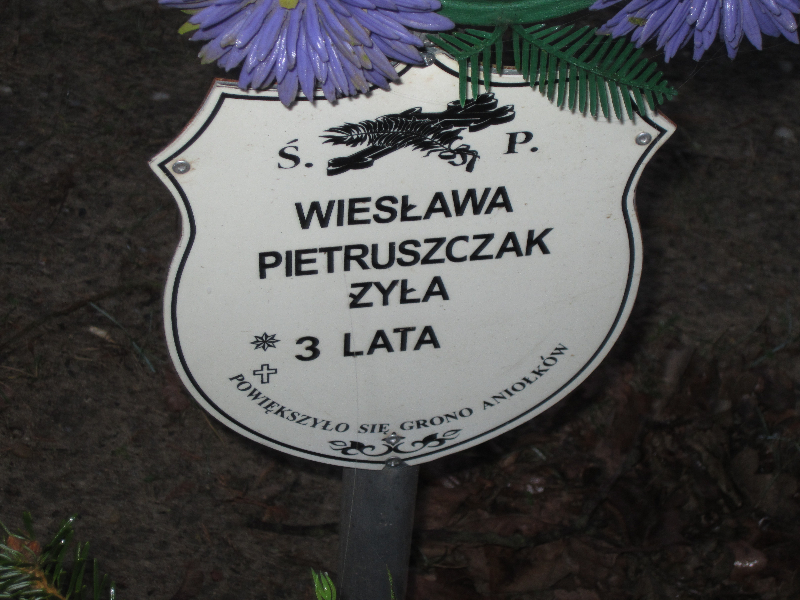 Ś. P.
WIESŁAWA
PIETRUSZCZAK
ŻYŁA
3 LATA
POWIĘKSZYŁO SIĘ GRONO ANIOŁKÓW